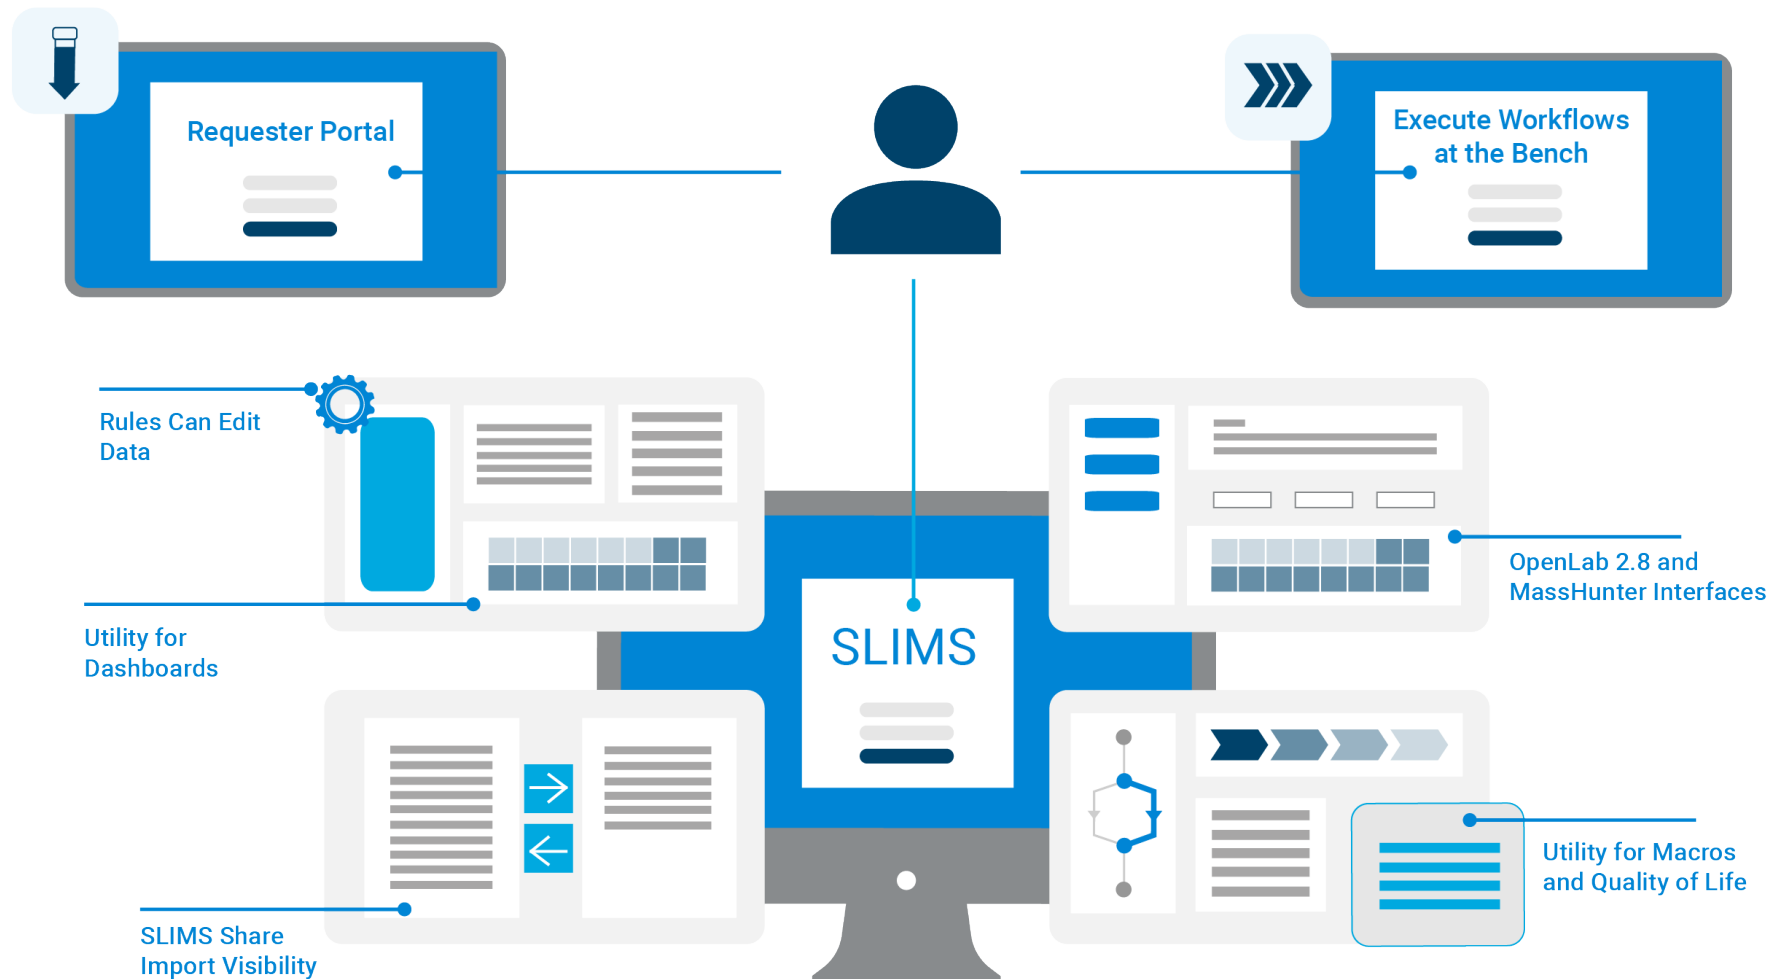 Requester Portal
Execute Workflows
at the Bench
Rules Can Edit
Data
Utility for
Dashboards
SLIMS
OpenLab 2.8 and
MassHunter Interfaces
Utility for Macros
and Quality of Life
SLIMS Share
Import Visibility